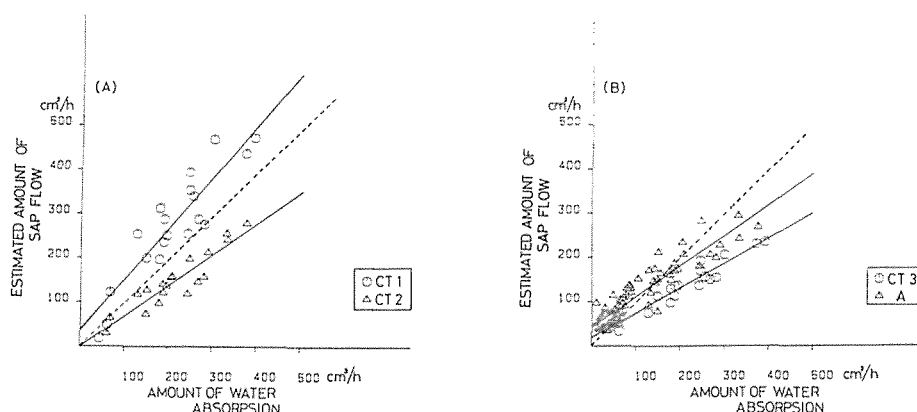 (A)
cm³/h
500
400
300
200
100
ESTIMATED AMOUNT OF
SAP FLOW
CT 1
CT 2
100 200 300 400 500 cm³/h
AMOUNT OF WATER
ABSORPSION
(B)
cm³/h
500
400
300
200
100
ESTIMATED AMOUNT OF
SAP FLOW
CT 3
A
100 200 300 400 500 cm³/h
AMOUNT OF WATER
ABSORPSION